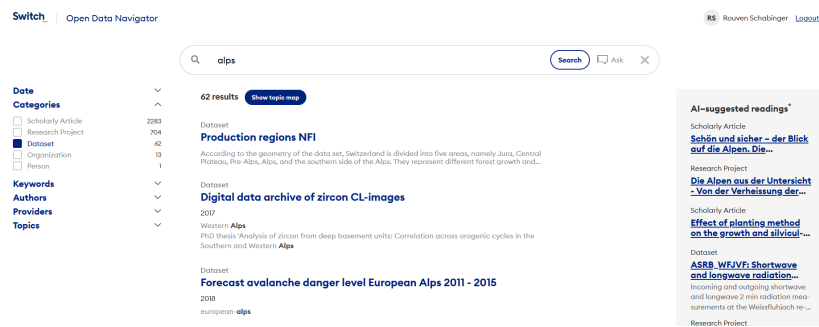 Switch_
Open Data Navigator
RS Rouven Schabinger Logout
alps
Search
Ask
Date
Categories
Scholarly Article 2283
Research Project 704
Dataset 62
Organization 13
Person 1
Keywords
Authors
Providers
Topics
62 results Show topic map
Dataset
Production regions NFI
According to the geometry of the data set, Switzerland is divided into five areas, namely Jura, Central
Plateau, Pre-Alps, Alps, and the southern side of the Alps. They represent different forest growth and...
Dataset
Digital data archive of zircon CL-images
2017
Western Alps
PhD thesis 'Analysis of zircon from deep basement units: Correlation across orogenic cycles in the
Southern and Western Alps
Dataset
Forecast avalanche danger level European Alps 2011 - 2015
2018
european-alps
AI-suggested readings*
Scholarly Article
Schön und sicher – der Blick
auf die Alpen. Die...
Research Project
Die Alpen aus der Untersicht
- Von der Verheissung der...
Scholarly Article
Effect of planting method
on the growth and silvicul-...
Dataset
ASRB_WFJVF: Shortwave
and longwave radiation...
Incoming and outgoing shortwave
and longwave 2 min radiation mea-
surements at the Weissfluhjoch re-...
Research Project